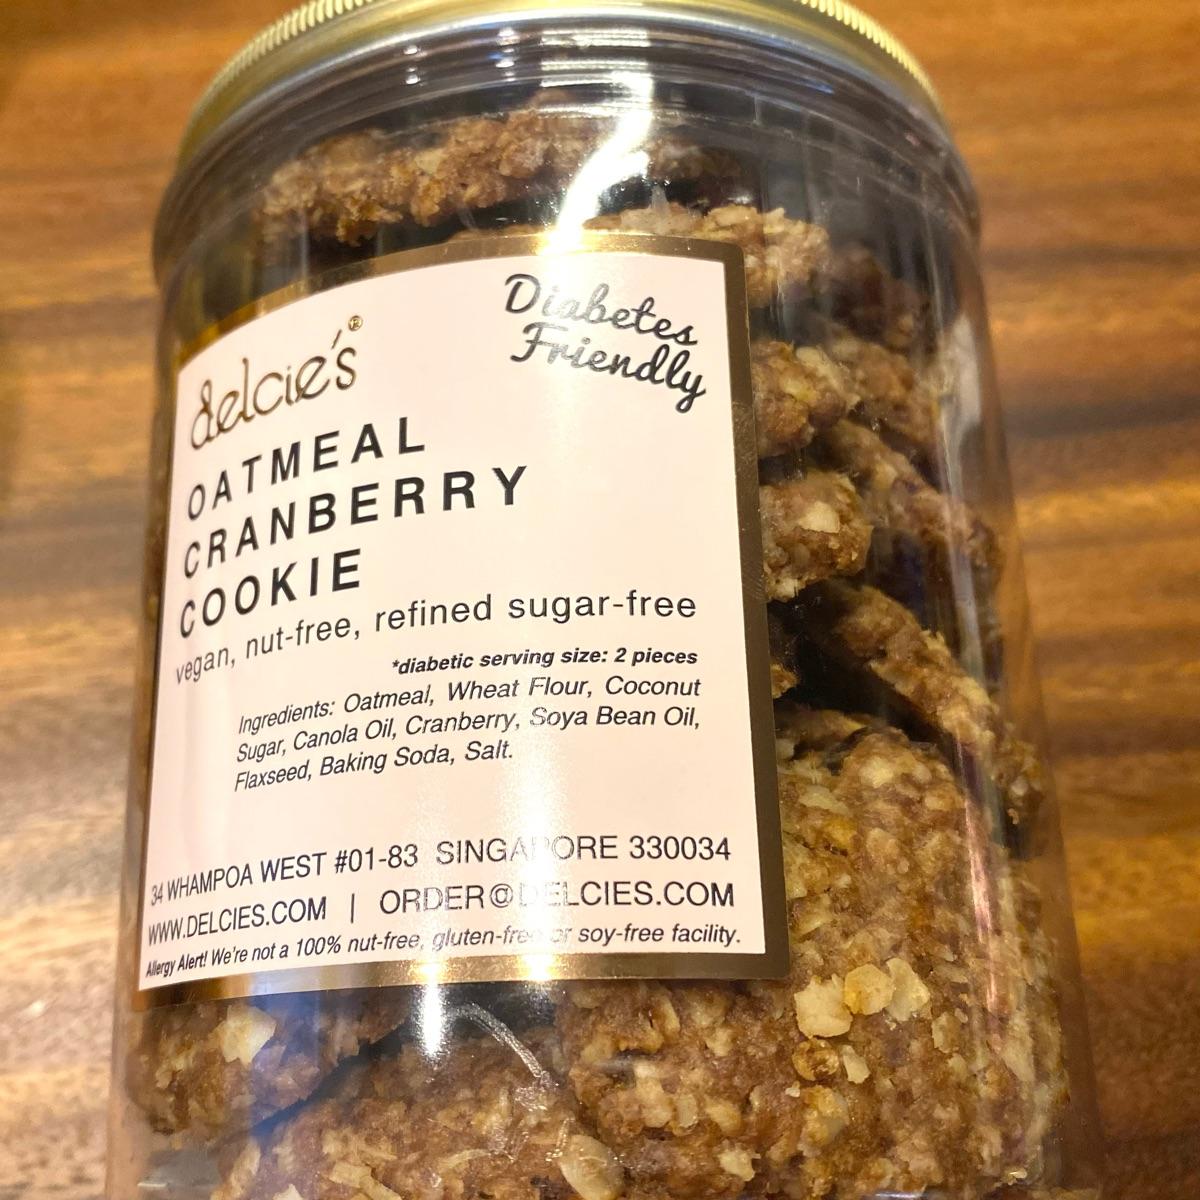 delcie's®
Diabetes
Friendly
OATMEAL
CRANBERRY
COOKIE
vegan, nut-free, refined sugar-free
*diabetic serving size: 2 pieces
Ingredients: Oatmeal, Wheat Flour, Coconut
Sugar, Canola Oil, Cranberry, Soya Bean Oil,
Flaxseed, Baking Soda, Salt.
34 WHAMPOA WEST #01-83 SINGAPORE 330034
WWW.DELCIES.COM | ORDER@DELCIES.COM
Allergy Alert! We're not a 100% nut-free, gluten-free or soy-free facility.